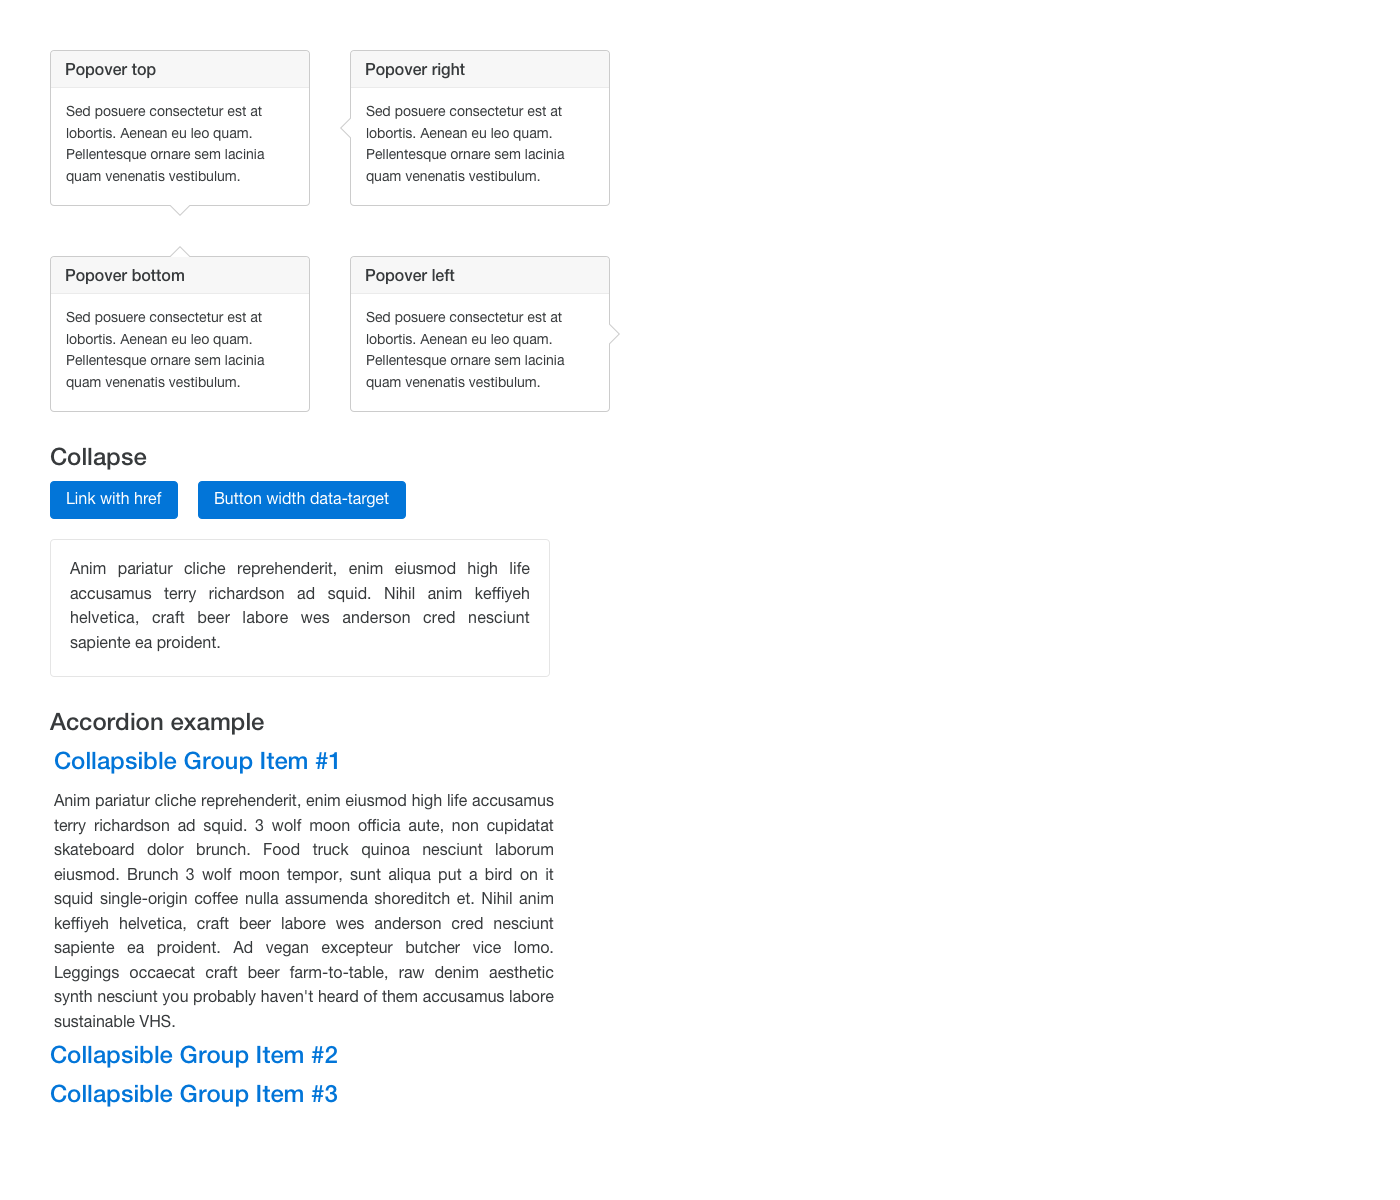 Popover top
Sed posuere consectetur est at
lobortis. Aenean eu leo quam.
Pellentesque ornare sem lacinia
quam venenatis vestibulum.
Popover right
Sed posuere consectetur est at
lobortis. Aenean eu leo quam.
Pellentesque ornare sem lacinia
quam venenatis vestibulum.
Popover bottom
Sed posuere consectetur est at
lobortis. Aenean eu leo quam.
Pellentesque ornare sem lacinia
quam venenatis vestibulum.
Popover left
Sed posuere consectetur est at
lobortis. Aenean eu leo quam.
Pellentesque ornare sem lacinia
quam venenatis vestibulum.
Collapse
Link with href
Button width data-target
Anim pariatur cliche reprehenderit, enim eiusmod high life
accusamus terry richardson ad squid. Nihil anim keffiyeh
helvetica, craft beer labore wes anderson cred nesciunt
sapiente ea proident.
Accordion example
Collapsible Group Item #1
Anim pariatur cliche reprehenderit, enim eiusmod high life accusamus
terry richardson ad squid. 3 wolf moon officia aute, non cupidatat
skateboard dolor brunch. Food truck quinoa nesciunt laborum
eiusmod. Brunch 3 wolf moon tempor, sunt aliqua put a bird on it
squid single-origin coffee nulla assumenda shoreditch et. Nihil anim
keffiyeh helvetica, craft beer labore wes anderson cred nesciunt
sapiente ea proident. Ad vegan excepteur butcher vice lomo.
Leggings occaecat craft beer farm-to-table, raw denim aesthetic
synth nesciunt you probably haven't heard of them accusamus labore
sustainable VHS.
Collapsible Group Item #2
Collapsible Group Item #3